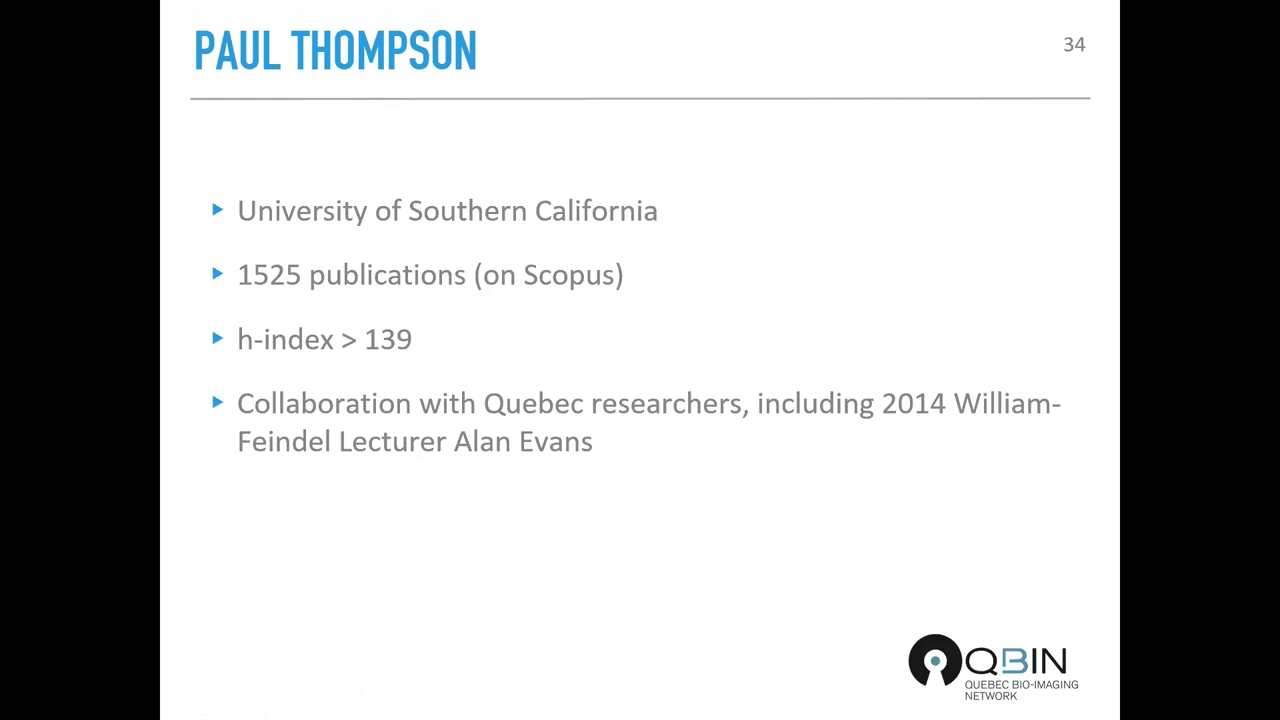 PAUL THOMPSON
34
University of Southern California
1525 publications (on Scopus)
h-index > 139
Collaboration with Quebec researchers, including 2014 William-
Feindel Lecturer Alan Evans
QBIN
QUEBEC BIO-IMAGING
NETWORK